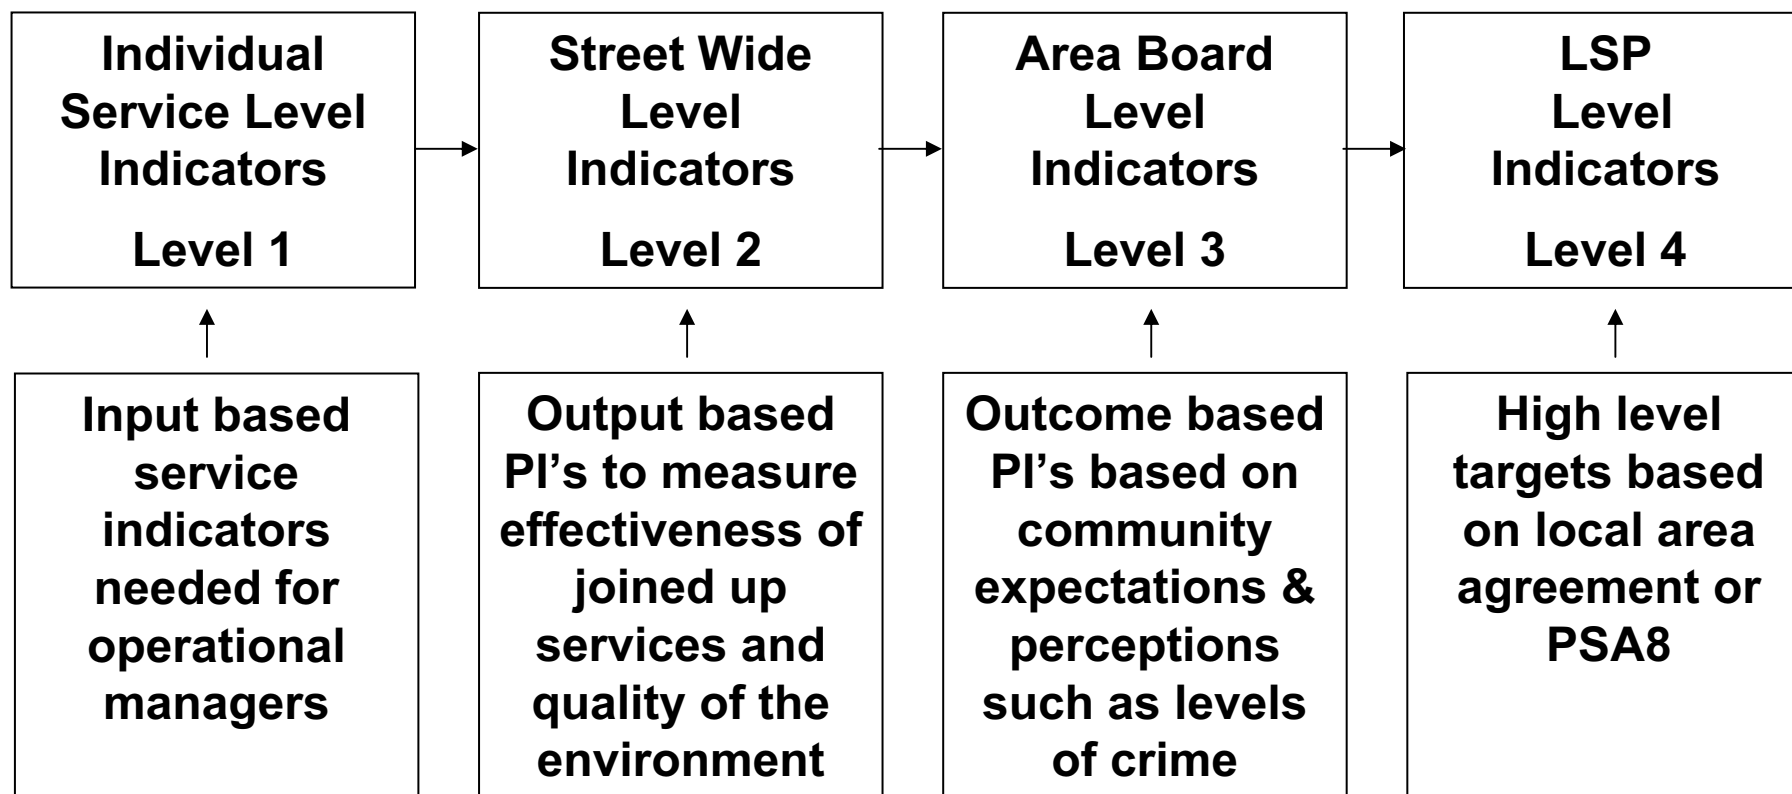 Individual
Service Level
Indicators
Level 1
Street Wide
Level
Indicators
Level 2
Area Board
Level
Indicators
Level 3
LSP
Level
Indicators
Level 4
Input based
service
indicators
needed for
operational
managers
Output based
PI’s to measure
effectiveness of
joined up
services and
quality of the
environment
Outcome based
PI’s based on
community
expectations &
perceptions
such as levels
of crime
High level
targets based
on local area
agreement or
PSA8